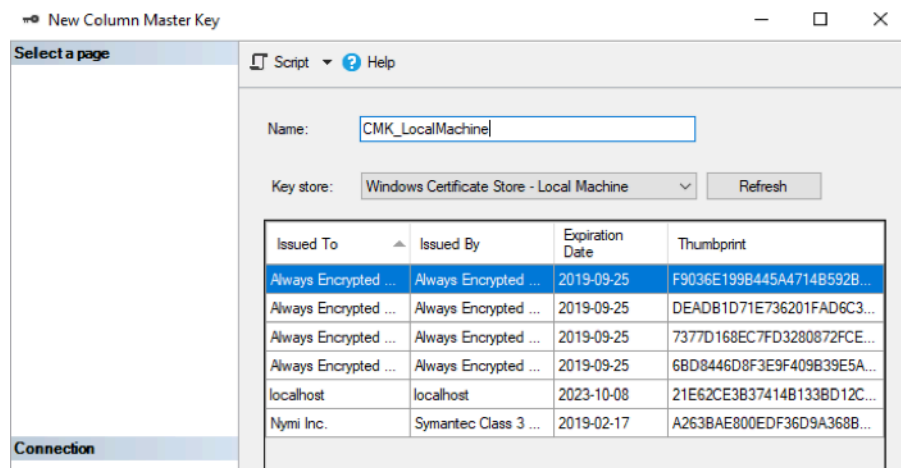 New Column Master Key
Select a page
Script Help
Name: CMK_LocalMachine
Key store: Windows Certificate Store - Local Machine Refresh
Issued To Issued By Expiration Date Thumbprint
Always Encrypted ... Always Encrypted ... 2019-09-25 F9036E199B445A4714B592B...
Always Encrypted ... Always Encrypted ... 2019-09-25 DEADB1D71E736201FAD6C3...
Always Encrypted ... Always Encrypted ... 2019-09-25 7377D168EC7FD3280872FCE...
Always Encrypted ... Always Encrypted ... 2019-09-25 6BD8446D8F3E9F409B39E5A...
localhost localhost 2023-10-08 21E62CE3B37414B133BD12C...
Nymi Inc. Symantec Class 3 ... 2019-02-17 A263BAE800EDF36D9A368B...
Connection